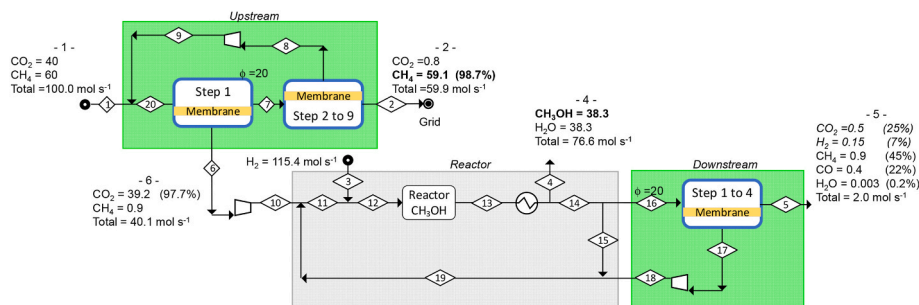 Upstream
- 1 -
CO2 = 40
CH4 = 60
Total =100.0 mol s-1
1
20
9
8
ϕ =20
Step 1
Membrane
7
Membrane
Step 2 to 9
2
Grid
- 2 -
CO2 =0.8
CH4 = 59.1 (98.7%)
Total =59.9 mol s-1
6
- 6 -
CO2 = 39.2 (97.7%)
CH4 = 0.9
Total = 40.1 mol s-1
H2 = 115.4 mol s-1
Reactor
- 4 -
CH3OH = 38.3
H2O = 38.3
Total = 76.6 mol s-1
3
4
10
11
12
Reactor
CH3OH
13
14
15
19
Downstream
ϕ =20
16
Step 1 to 4
Membrane
5
17
18
- 5 -
CO2 = 0.5 (25%)
H2 = 0.15 (7%)
CH4 = 0.9 (45%)
CO = 0.4 (22%)
H2O = 0.003 (0.2%)
Total = 2.0 mol s-1